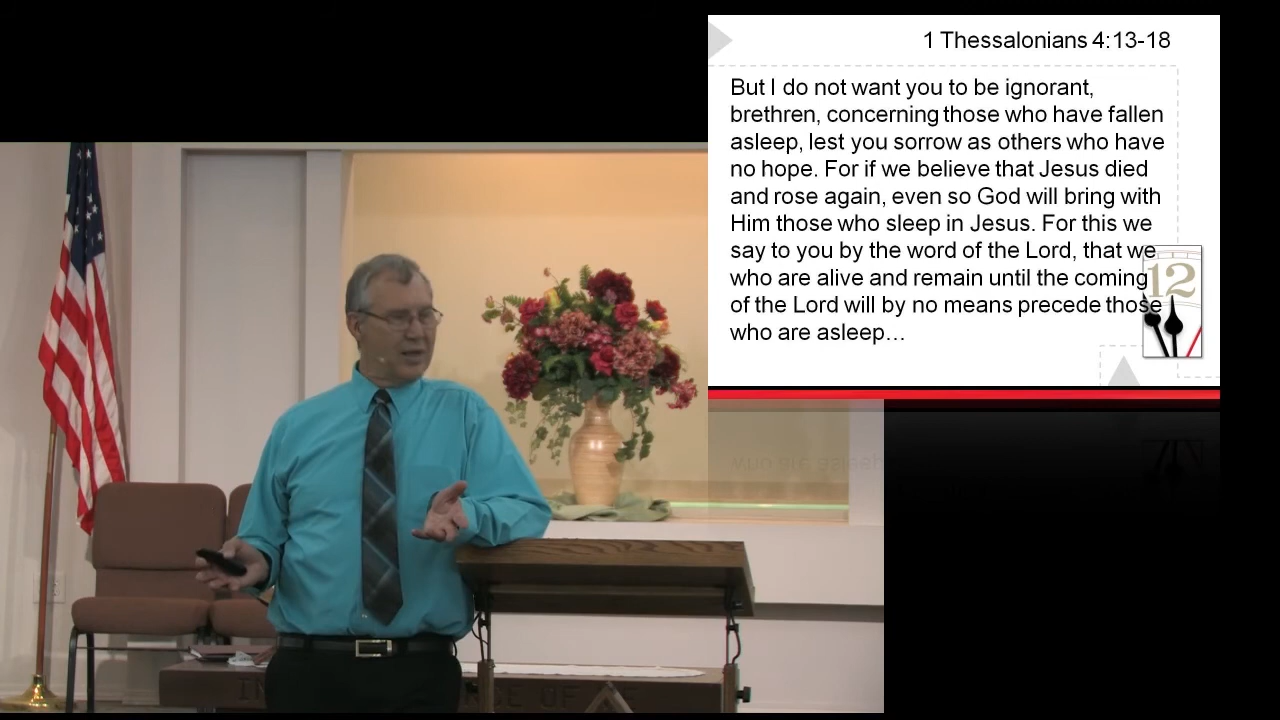 1 Thessalonians 4:13-18
But I do not want you to be ignorant,
brethren, concerning those who have fallen
asleep, lest you sorrow as others who have
no hope. For if we believe that Jesus died
and rose again, even so God will bring with
Him those who sleep in Jesus. For this we
say to you by the word of the Lord, that we
who are alive and remain until the coming
of the Lord will by no means precede those
who are asleep…
12